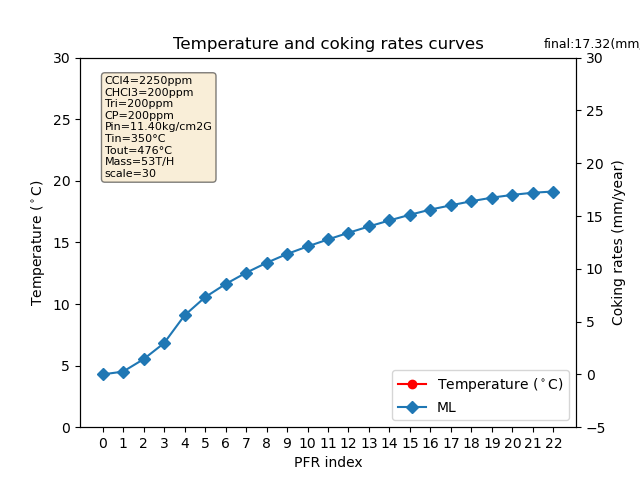 Temperature and coking rates curves
final:17.32(mm
CCl4=2250ppm
CHCl3=200ppm
Tri=200ppm
CP=200ppm
Pin=11.40kg/cm2G
Tin=350°C
Tout=476°C
Mass=53T/H
scale=30
Temperature (°C)
30
25
20
15
10
5
0
30
25
20
15
10
5
0
−5
Coking rates (mm/year)
Temperature (°C)
ML
0 1 2 3 4 5 6 7 8 9 10 11 12 13 14 15 16 17 18 19 20 21 22
PFR index